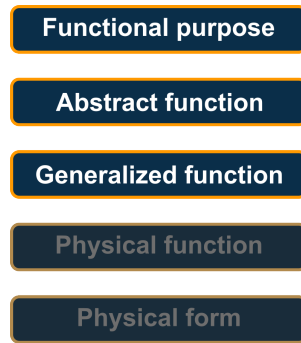 Functional purpose
Abstract function
Generalized function
Physical function
Physical form